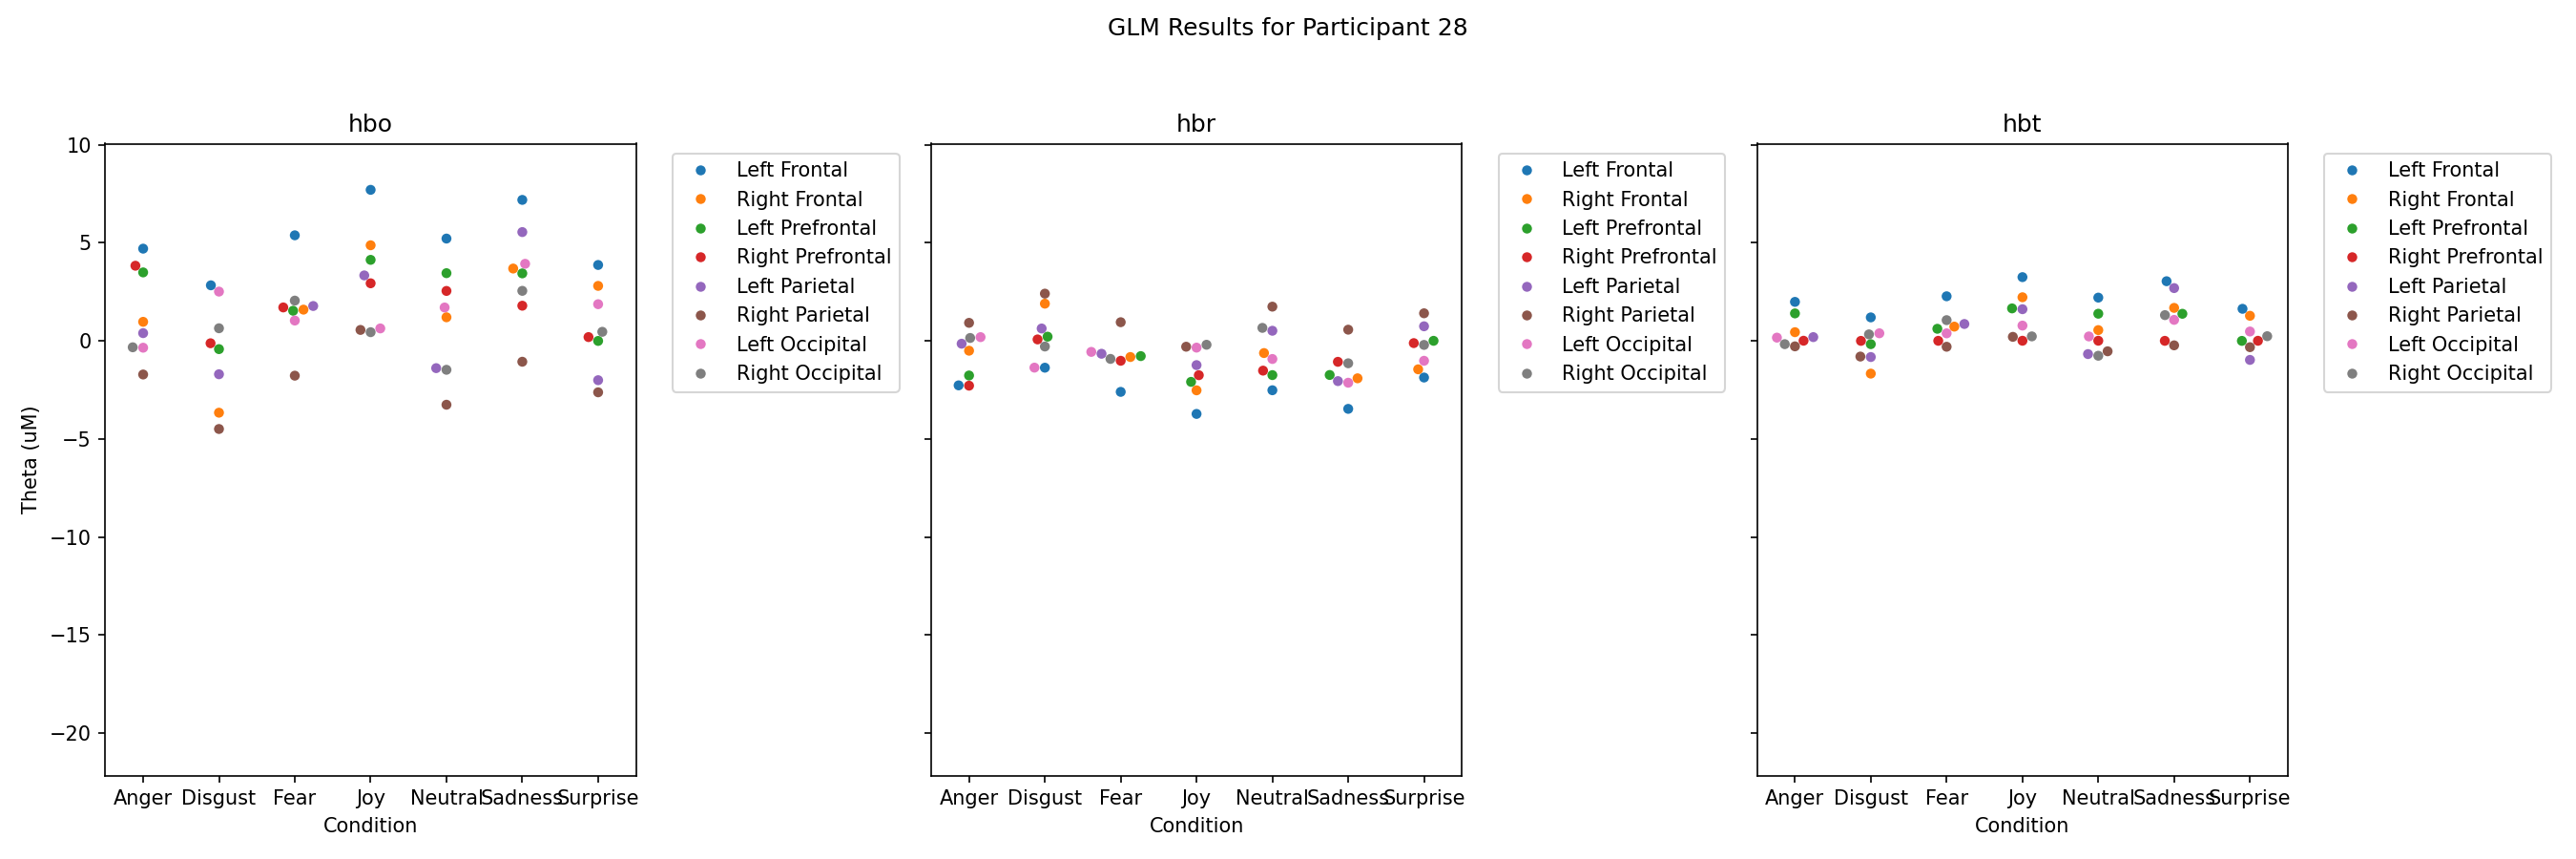 GLM Results for Participant 28
hbo
hbr
hbt
10
5
0
−5
−10
−15
−20
Theta (uM)
Left Frontal
Right Frontal
Left Prefrontal
Right Prefrontal
Left Parietal
Right Parietal
Left Occipital
Right Occipital
Left Frontal
Right Frontal
Left Prefrontal
Right Prefrontal
Left Parietal
Right Parietal
Left Occipital
Right Occipital
Left Frontal
Right Frontal
Left Prefrontal
Right Prefrontal
Left Parietal
Right Parietal
Left Occipital
Right Occipital
Anger Disgust Fear Joy Neutral Sadness Surprise
Condition
Anger Disgust Fear Joy Neutral Sadness Surprise
Condition
Anger Disgust Fear Joy Neutral Sadness Surprise
Condition